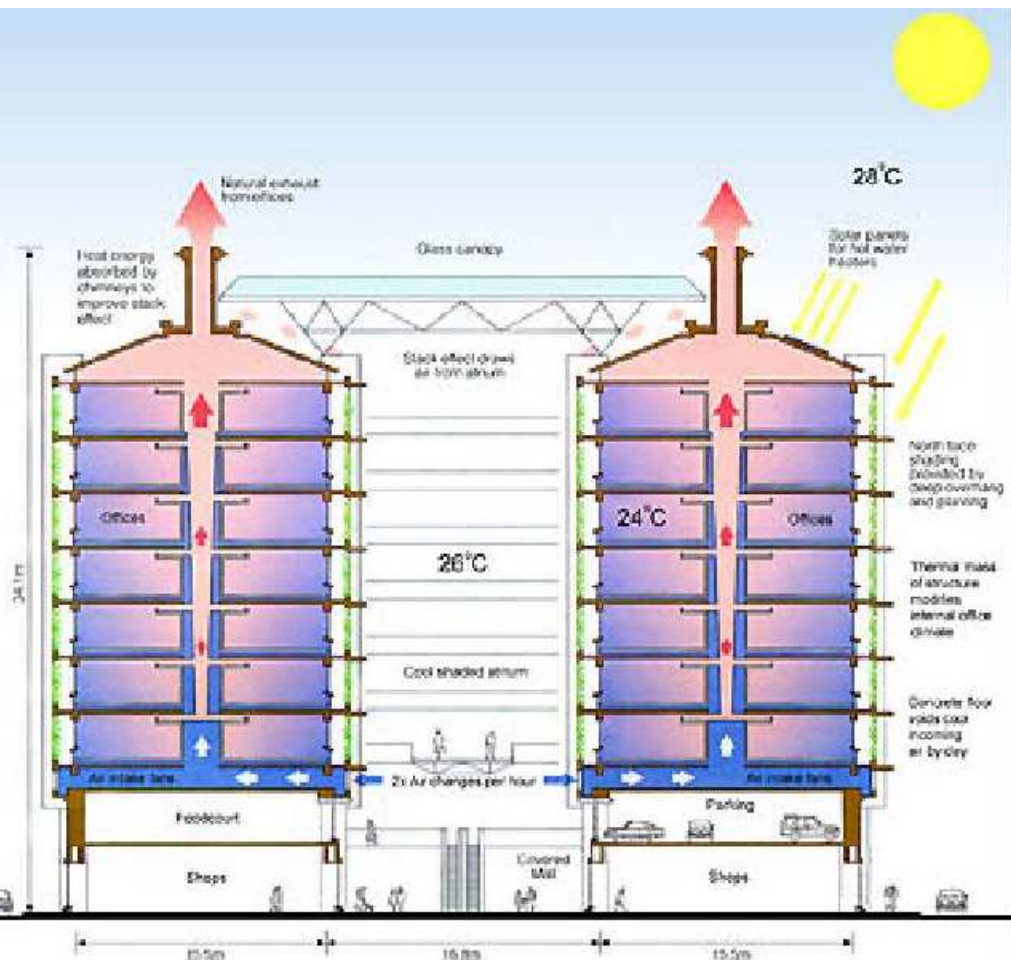 28°C
Natural exhaust
from offices
Solar panels
for hot water
heaters
Glass canopy
Heat energy
absorbed by
chimneys to
improve stack
effect
Stack effect draws
air from atrium
North face
shading
provided by
deep overhang
and planning
Offices
24°C
Offices
26°C
Thermal mass
of structure
modifies
internal office
climate
Cool shaded atrium
Concrete floor
voids cool
incoming
air by day
Air intake fans
2x Air changes per hour
Air intake fans
Foodcourt
Parking
Covered
Mall
Shops
Shops
15.5m
16.8m
15.5m